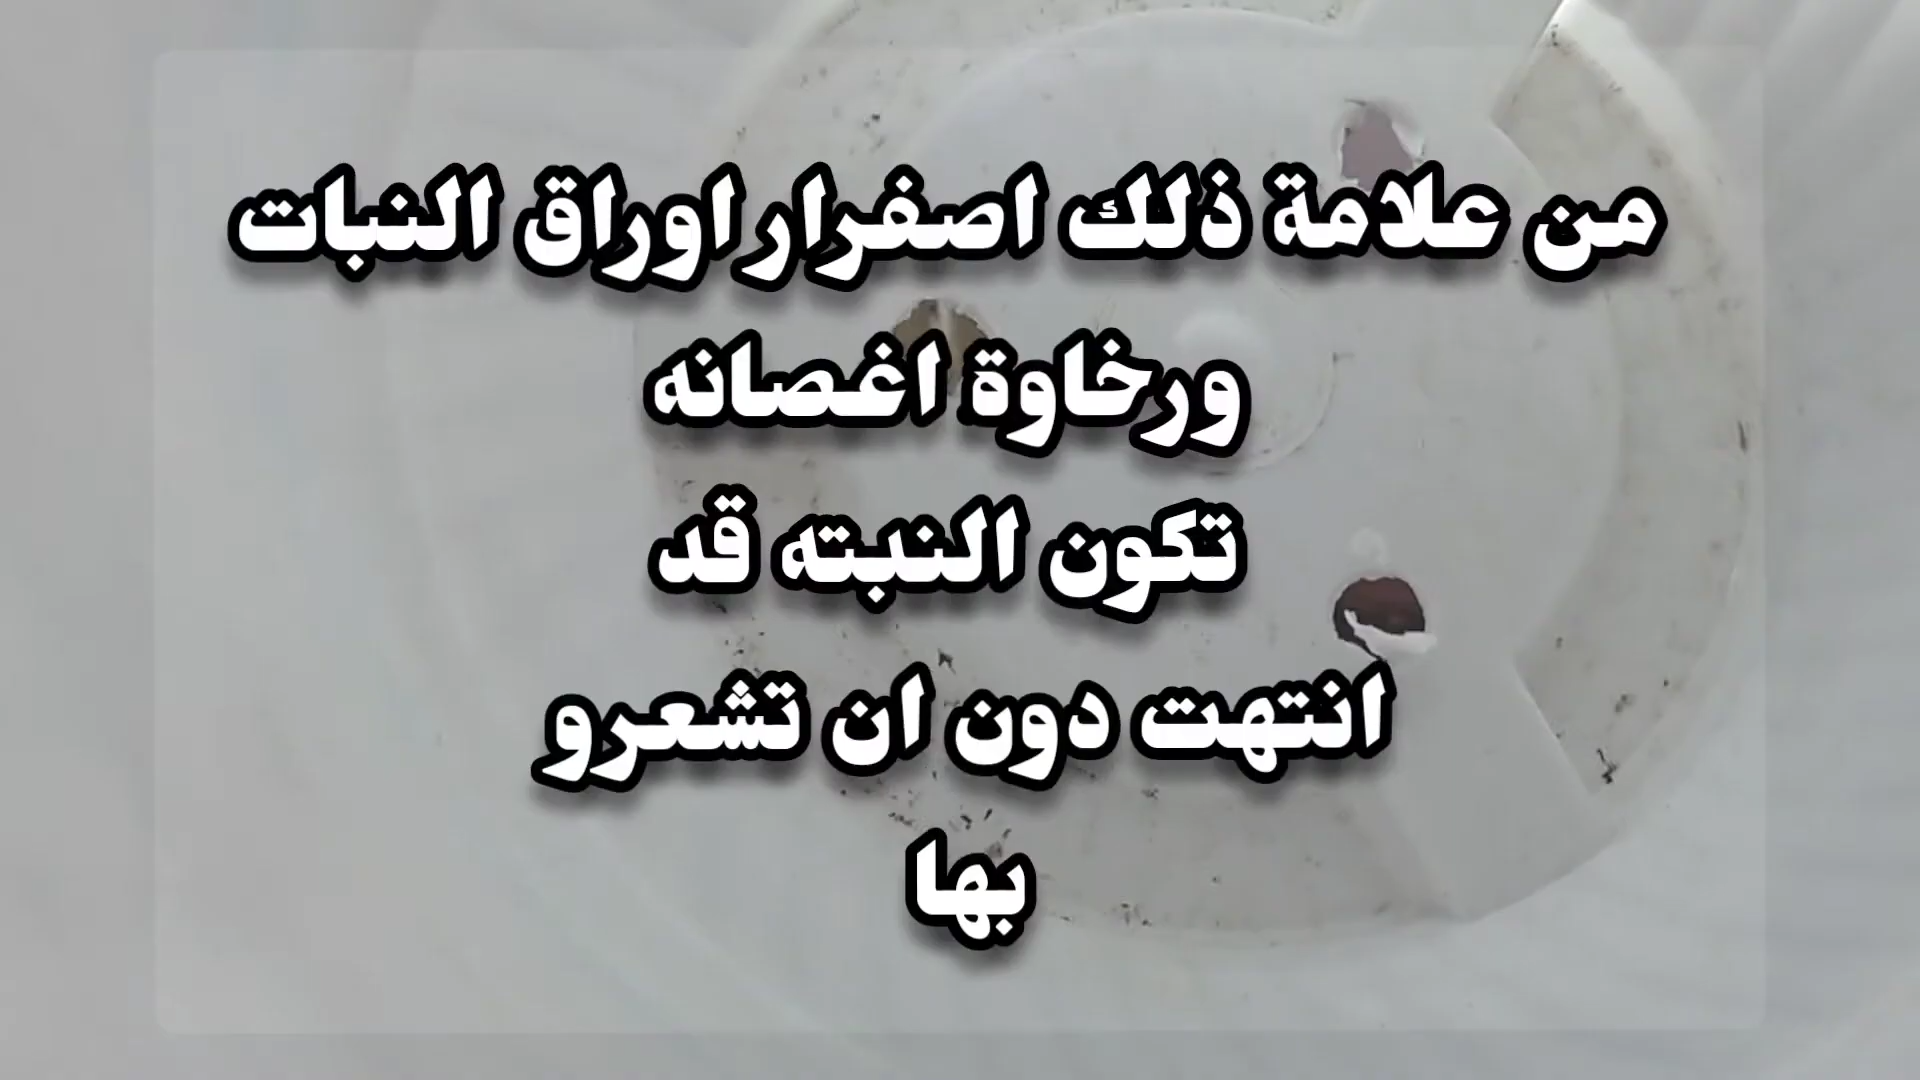 من علامة ذلك اصفرار اوراق النبات
ورخاوة اغصانه
تكون النبته قد
انتهت دون ان تشعرو
بها